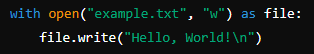 with open("example.txt", "w") as file:
    file.write("Hello, World!\n")